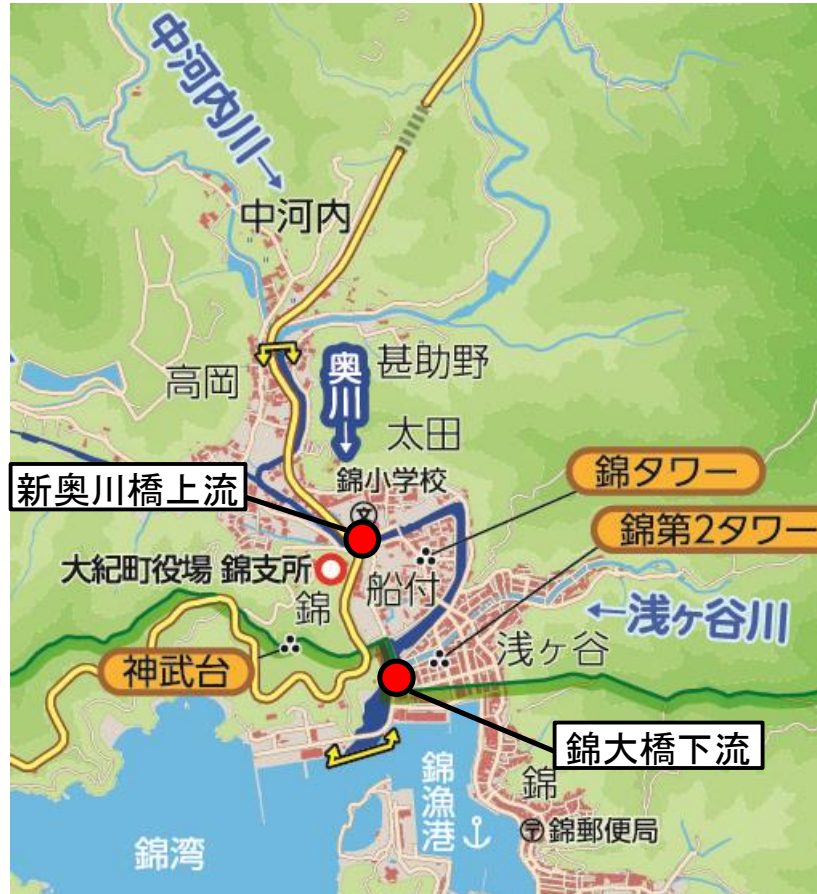 中河内川→
中河内
高岡
奥川→
甚助野
太田
錦タワー
新奥川橋上流
錦小学校
文
錦第2タワー
大紀町役場 錦支所
船付
錦
←浅ヶ谷川
浅ヶ谷
神武台
錦大橋下流
錦漁港
錦
〒錦郵便局
錦湾